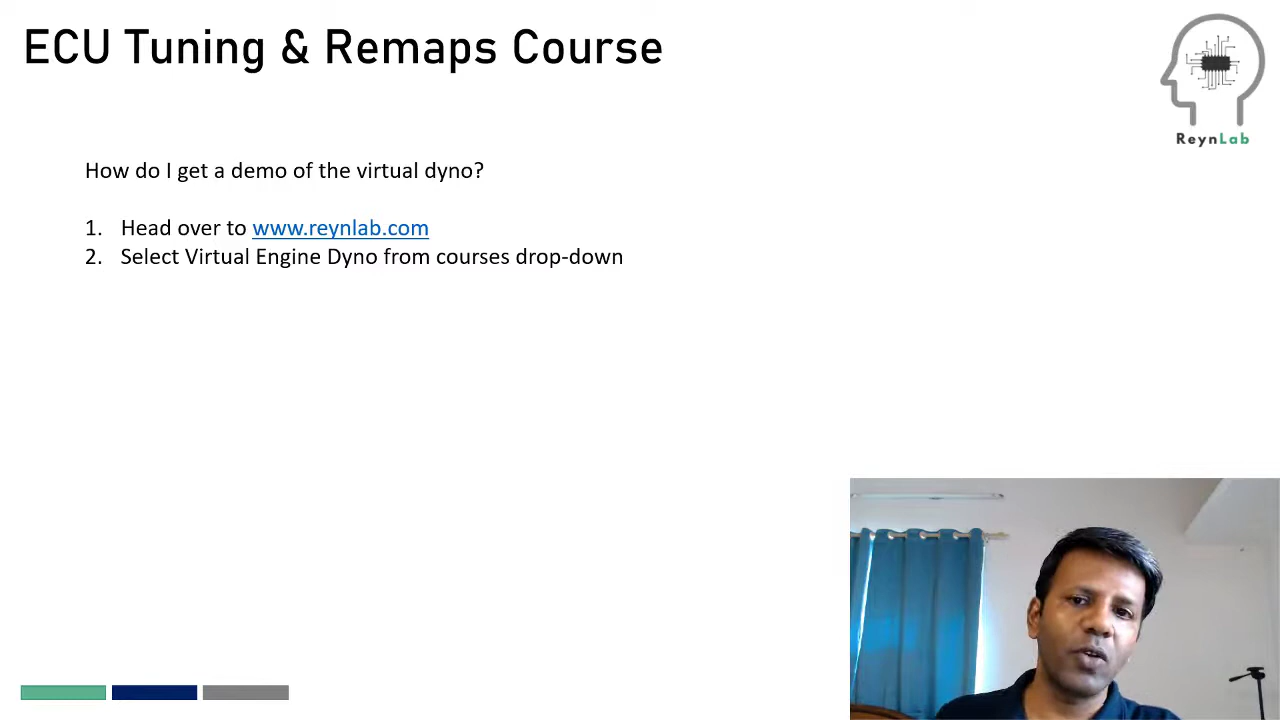 ECU Tuning & Remaps Course
ReynLab
How do I get a demo of the virtual dyno?
1. Head over to www.reynlab.com
2. Select Virtual Engine Dyno from courses drop-down